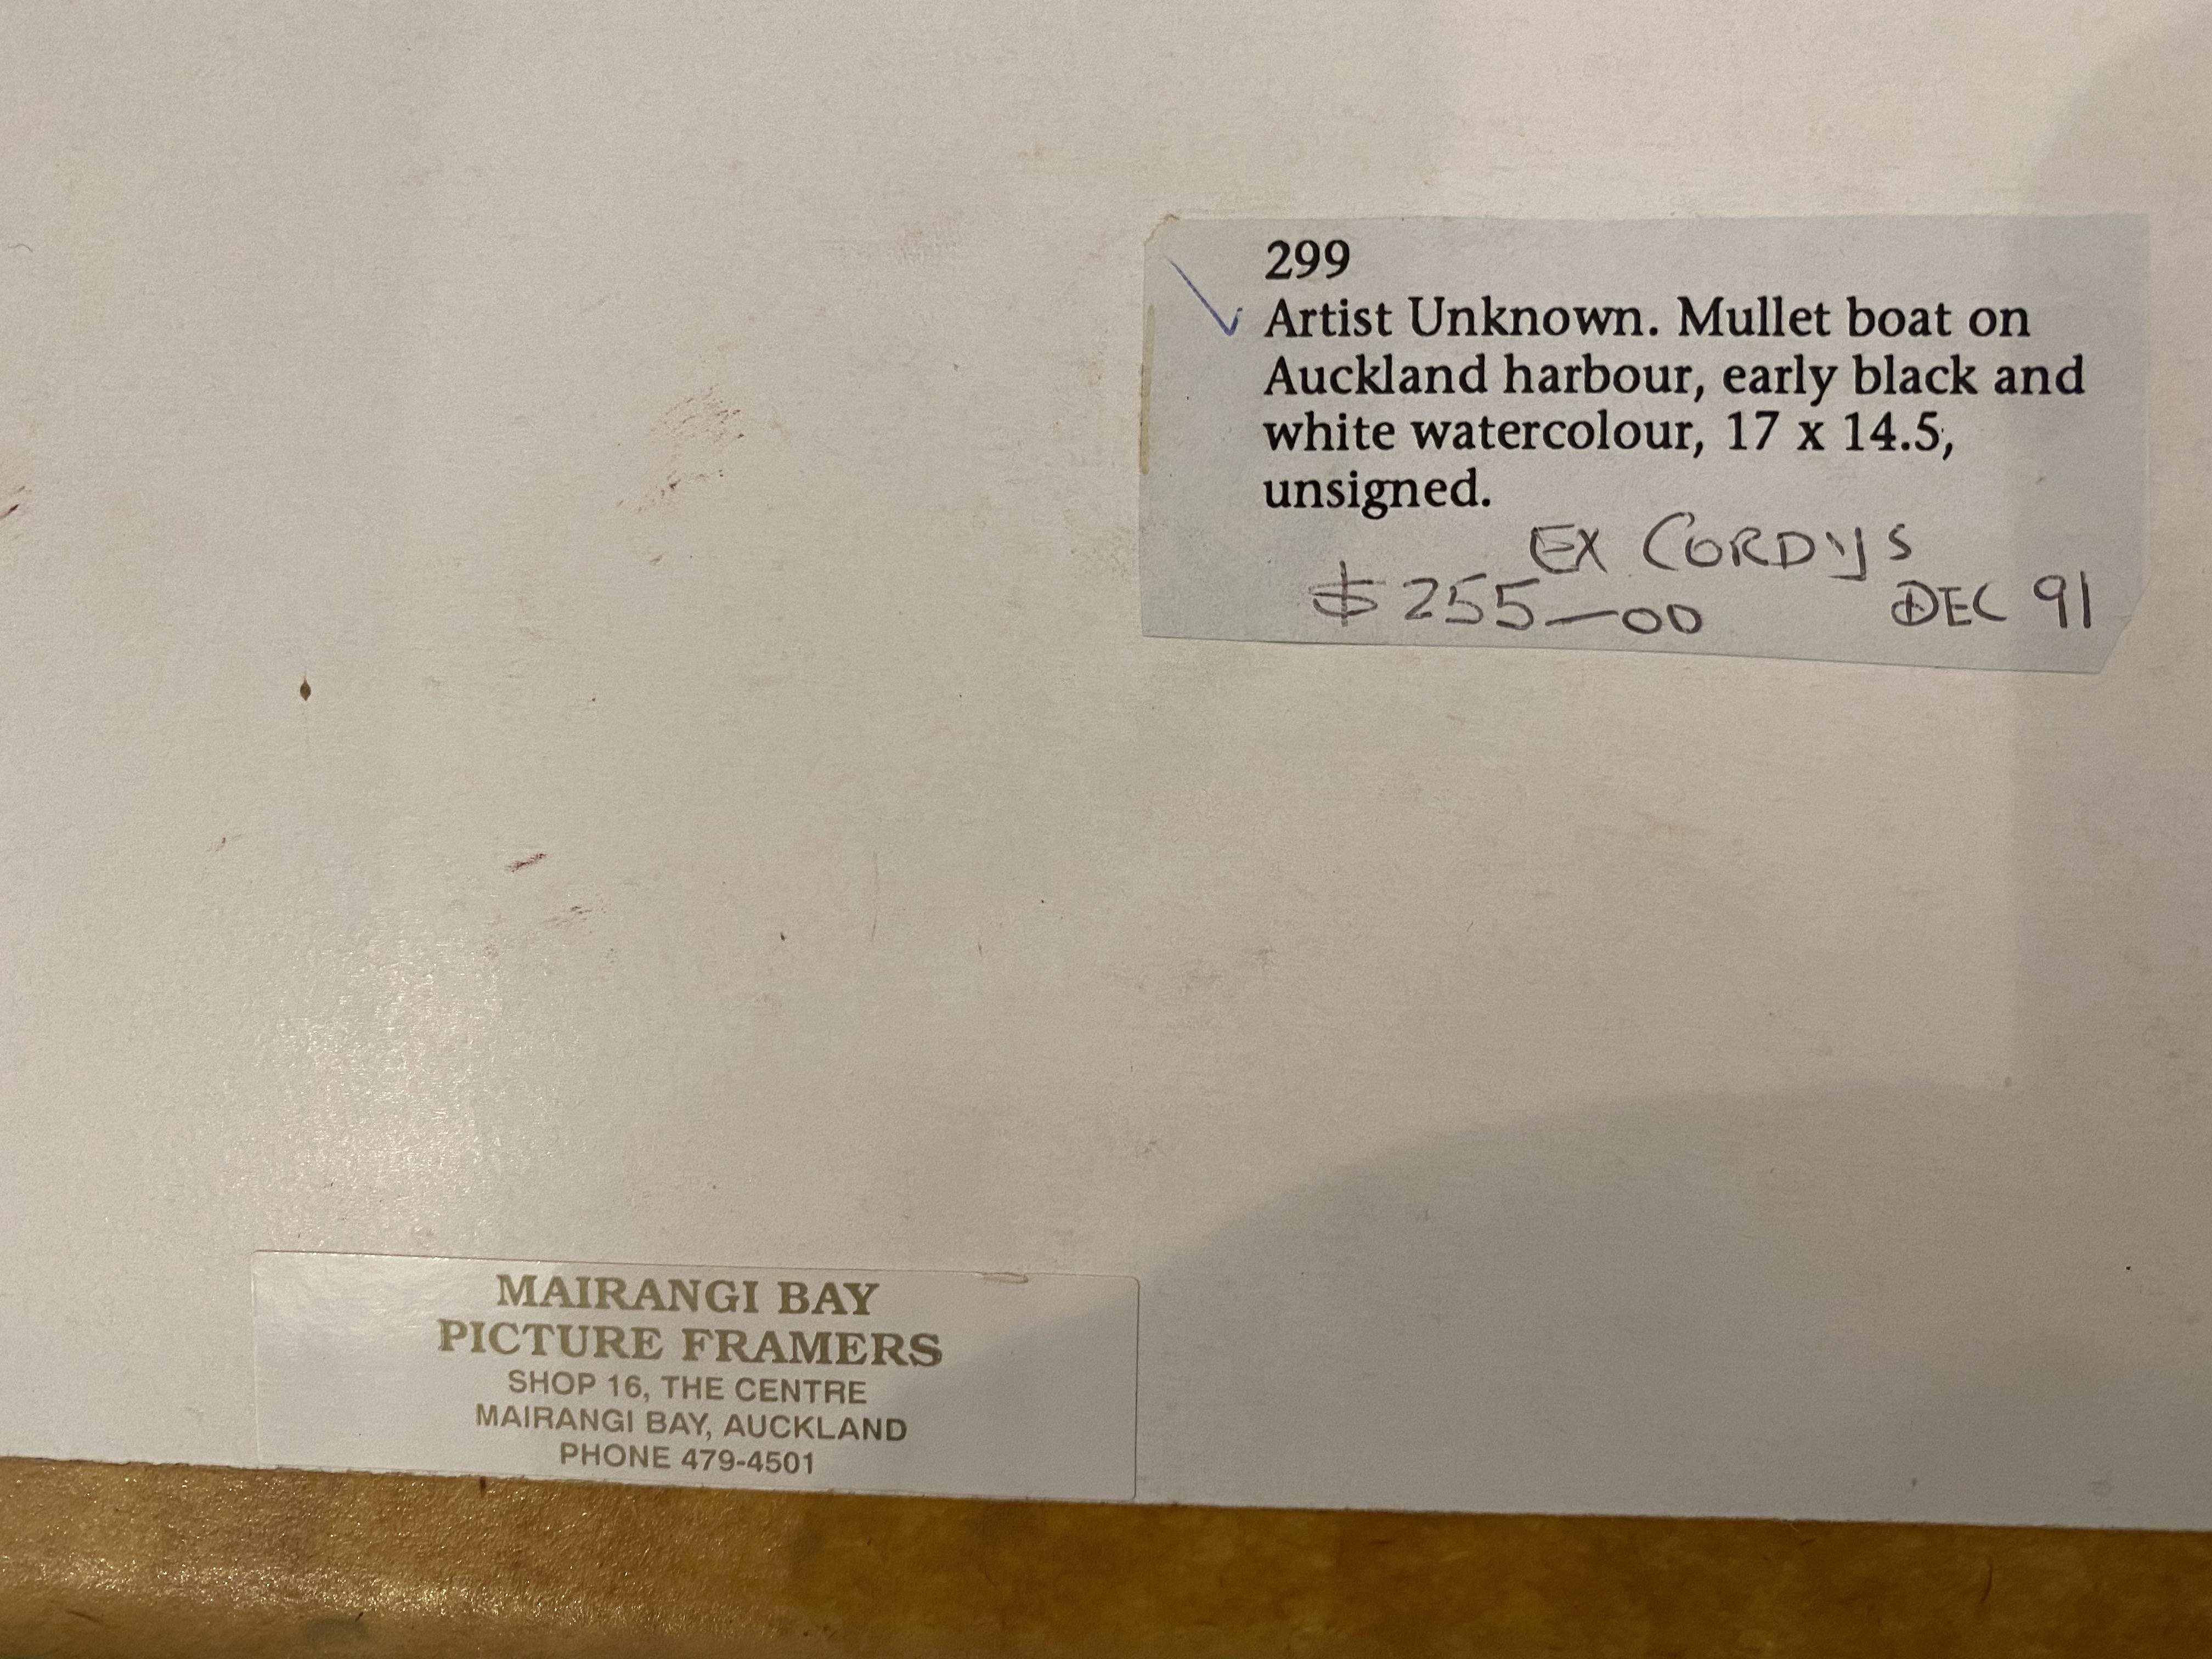 299
Artist Unknown. Mullet boat on
Auckland harbour, early black and
white watercolour, 17 x 14.5,
unsigned.
EX CORDYS
$255—00 DEC 91
MAIRANGI BAY
PICTURE FRAMERS
SHOP 16, THE CENTRE
MAIRANGI BAY, AUCKLAND
PHONE 479-4501